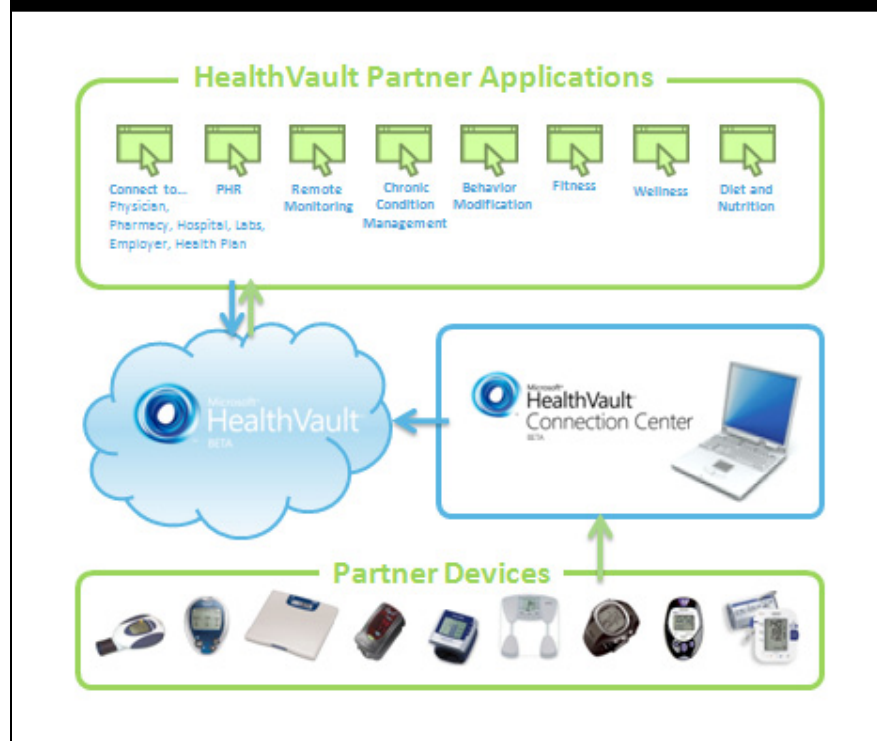 HealthVault Partner Applications
Connect to...
Physician,
Pharmacy, Hospital, Labs,
Employer, Health Plan
PHR
Remote
Monitoring
Chronic
Condition
Management
Behavior
Modification
Fitness
Wellness
Diet and
Nutrition
Microsoft
HealthVault
BETA
Microsoft
HealthVault
Connection Center
BETA
Partner Devices